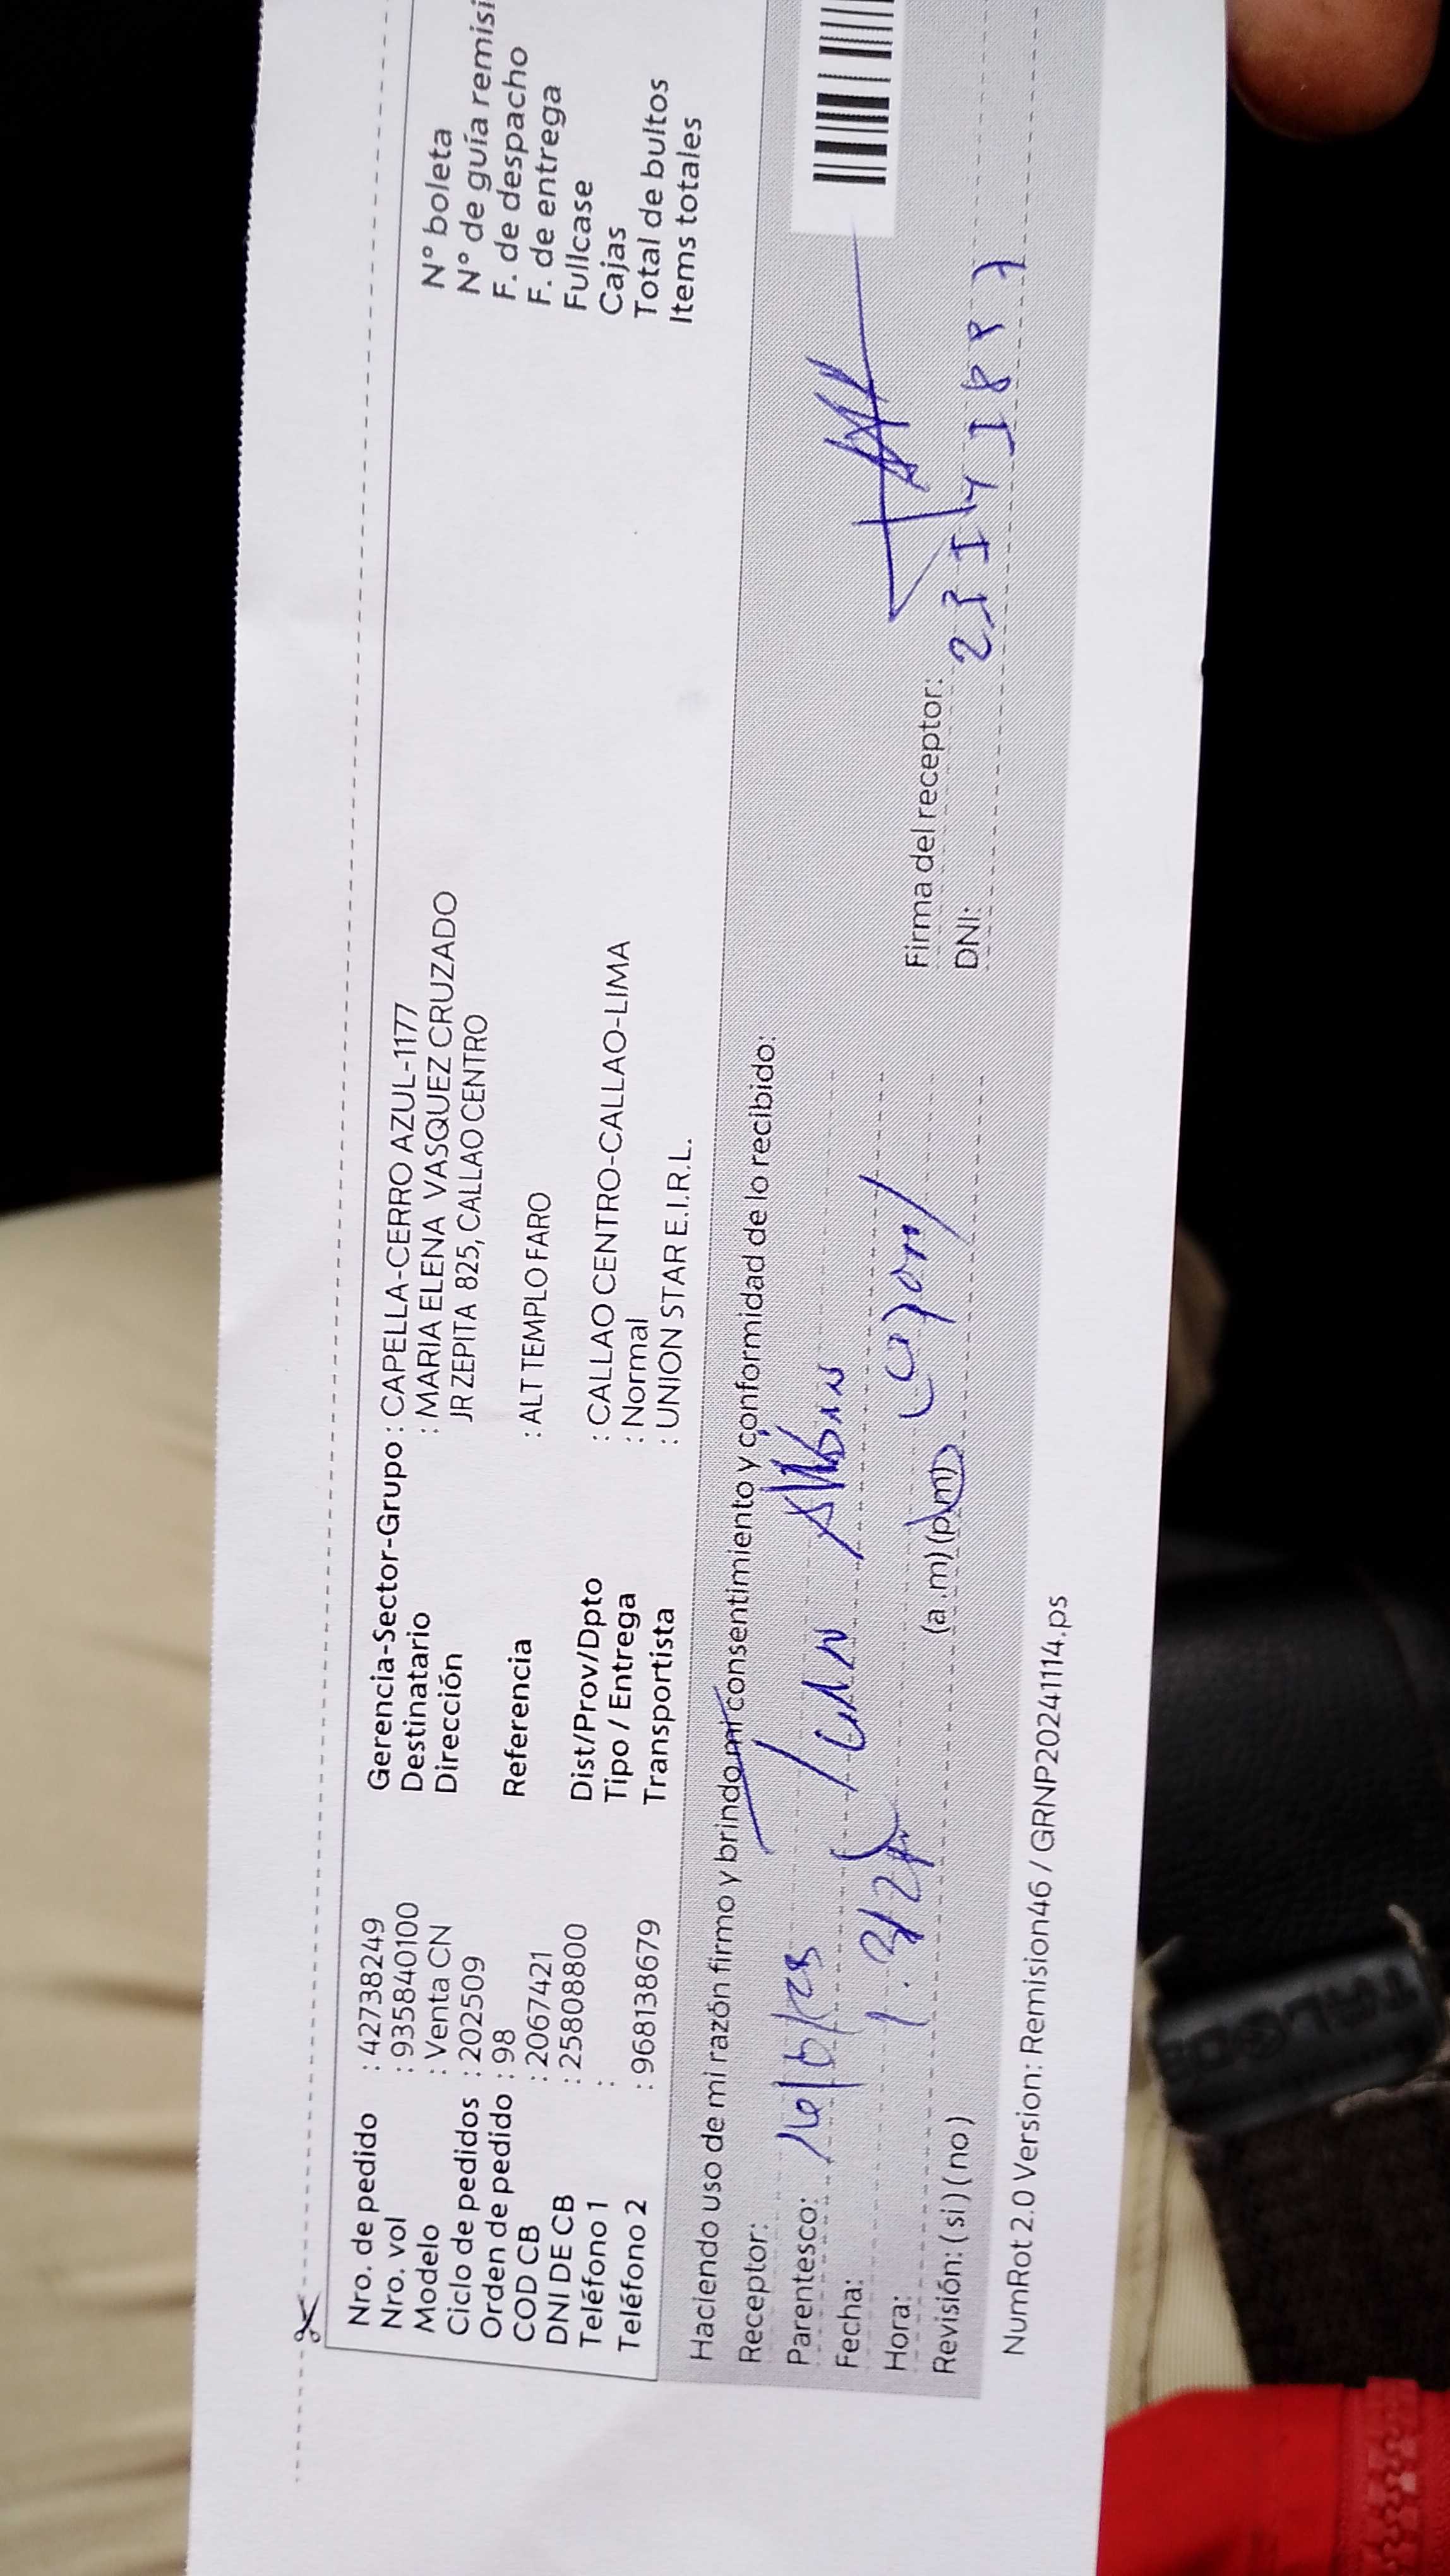 Nro. de pedido : 42738249
Nro. vol : 935840100
Modelo : Venta CN
Ciclo de pedidos : 202509
Orden de pedido : 98
COD CB : 2067421
DNI DE CB : 25808800
Teléfono 1 :
Teléfono 2 : 968138679
Gerencia-Sector-Grupo : CAPELLA-CERRO AZUL-1177
Destinatario : MARIA ELENA VASQUEZ CRUZADO
Dirección JR ZEPITA 825, CALLAO CENTRO
Referencia : ALT TEMPLO FARO
Dist/Prov/Dpto : CALLAO CENTRO-CALLAO-LIMA
Tipo / Entrega : Normal
Transportista : UNION STAR E.I.R.L.
N° boleta
N° de guía remisi
F. de despacho
F. de entrega
Fullcase
Cajas
Total de bultos
Items totales
Haciendo uso de mi razón firmo y brindo mi consentimiento y conformidad de lo recibido:
Receptor:
Parentesco:
Fecha:
Hora:
(a .m) (p.m)
Revisión: ( si ) ( no )
Firma del receptor:
DNI:
NumRot 2.0 Version: Remision46 / GRNP20241114.ps